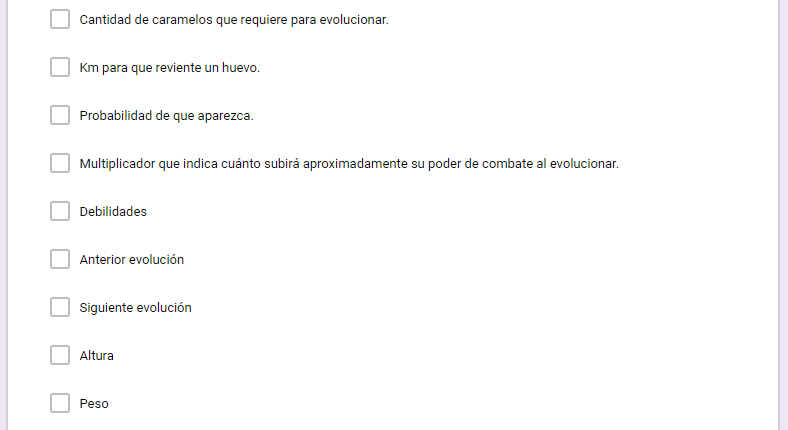 Cantidad de caramelos que requiere para evolucionar.
Km para que reviente un huevo.
Probabilidad de que aparezca.
Multiplicador que indica cuánto subirá aproximadamente su poder de combate al evolucionar.
Debilidades
Anterior evolución
Siguiente evolución
Altura
Peso